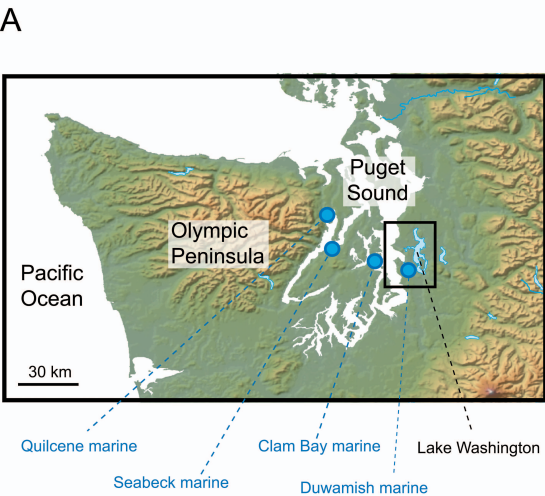 A
Puget
Sound
Olympic
Peninsula
Pacific
Ocean
30 km
Quilcene marine
Clam Bay marine
Lake Washington
Seabeck marine
Duwamish marine